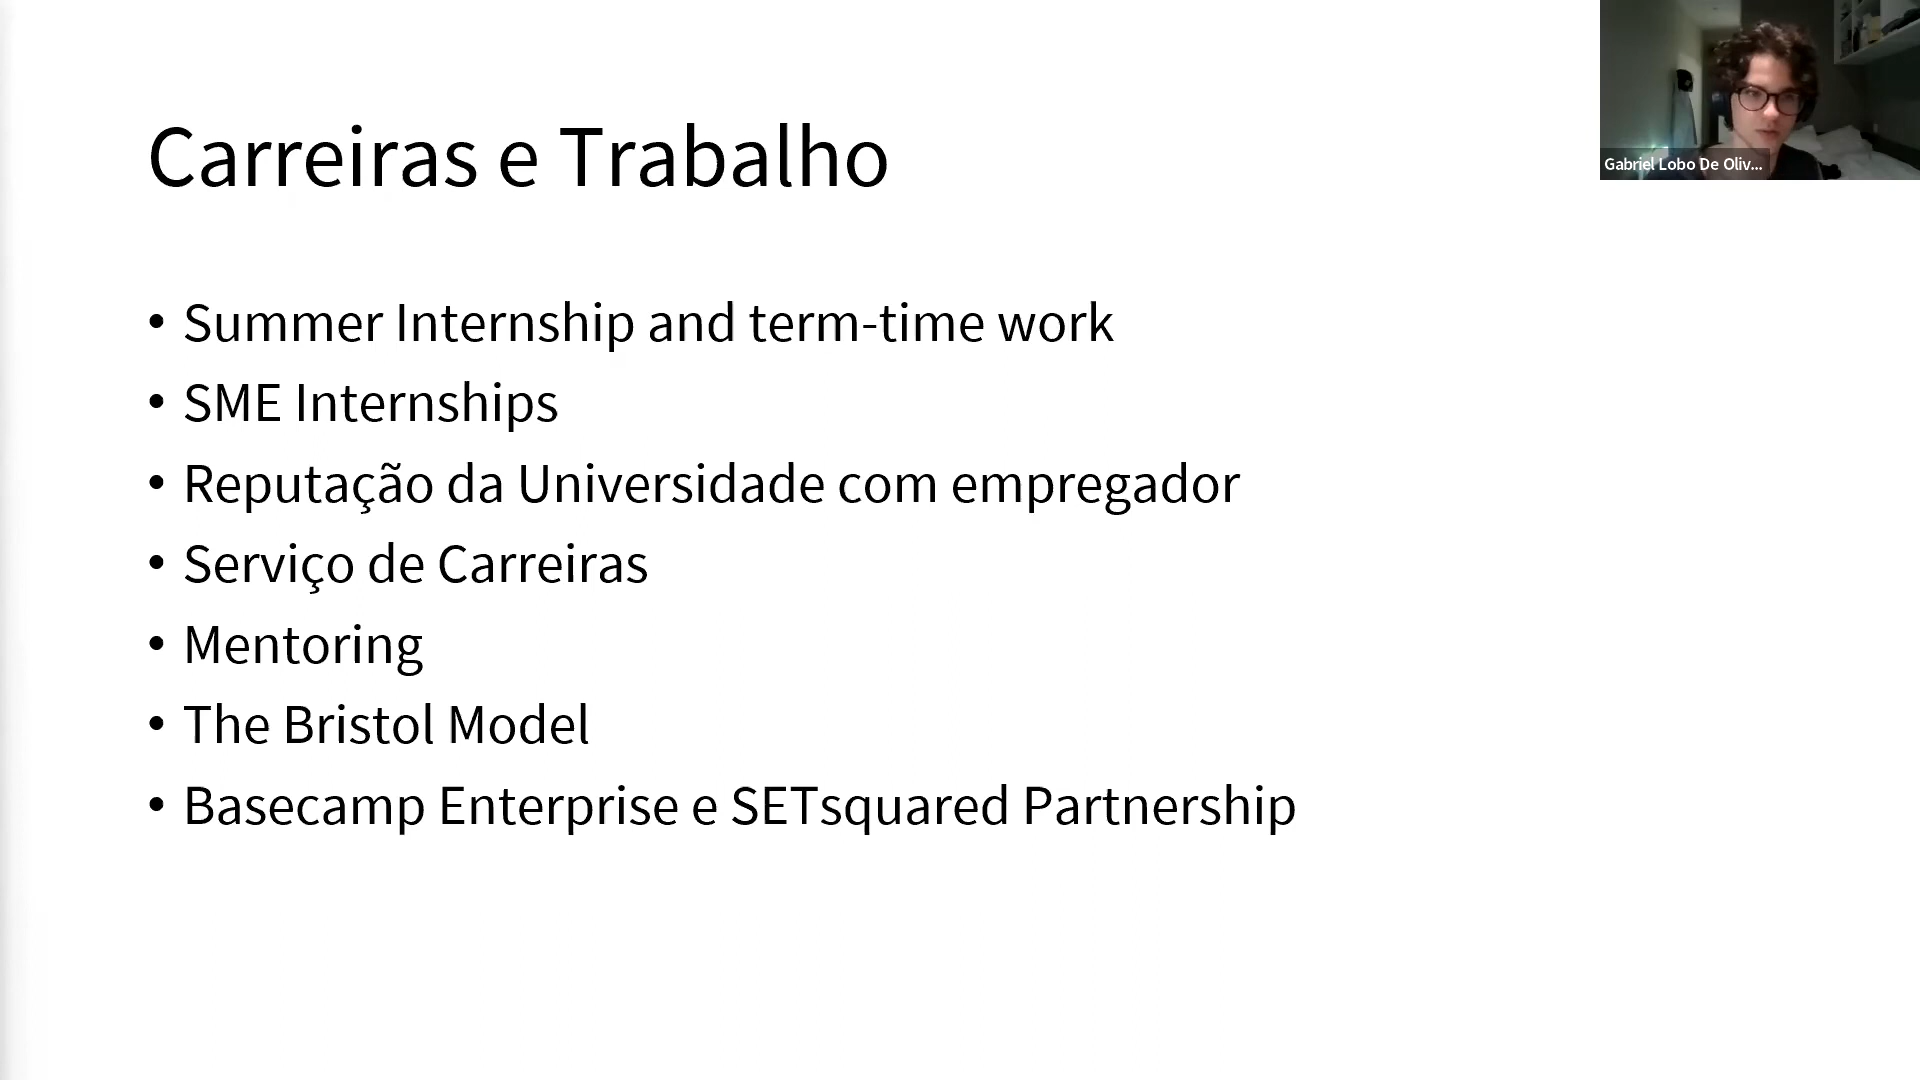 Carreiras e Trabalho
Gabriel Lobo De Oliv...
• Summer Internship and term-time work
• SME Internships
• Reputação da Universidade com empregador
• Serviço de Carreiras
• Mentoring
• The Bristol Model
• Basecamp Enterprise e SETsquared Partnership